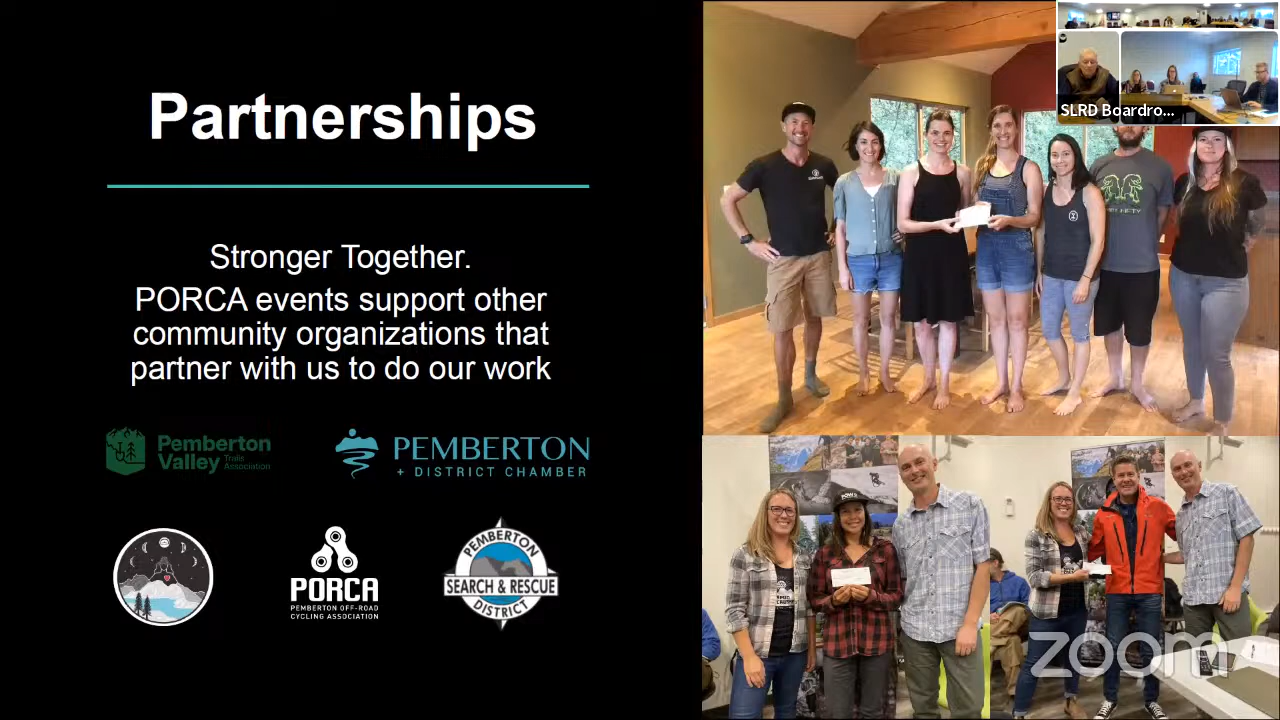 Partnerships
Stronger Together.
PORCA events support other
community organizations that
partner with us to do our work
Pemberton
Valley Trails
Association
PEMBERTON
+ DISTRICT CHAMBER
PORCA
PEMBERTON OFF-ROAD
CYCLING ASSOCIATION
PEMBERTON
SEARCH & RESCUE
DISTRICT
SLRD Boardro...
zoom